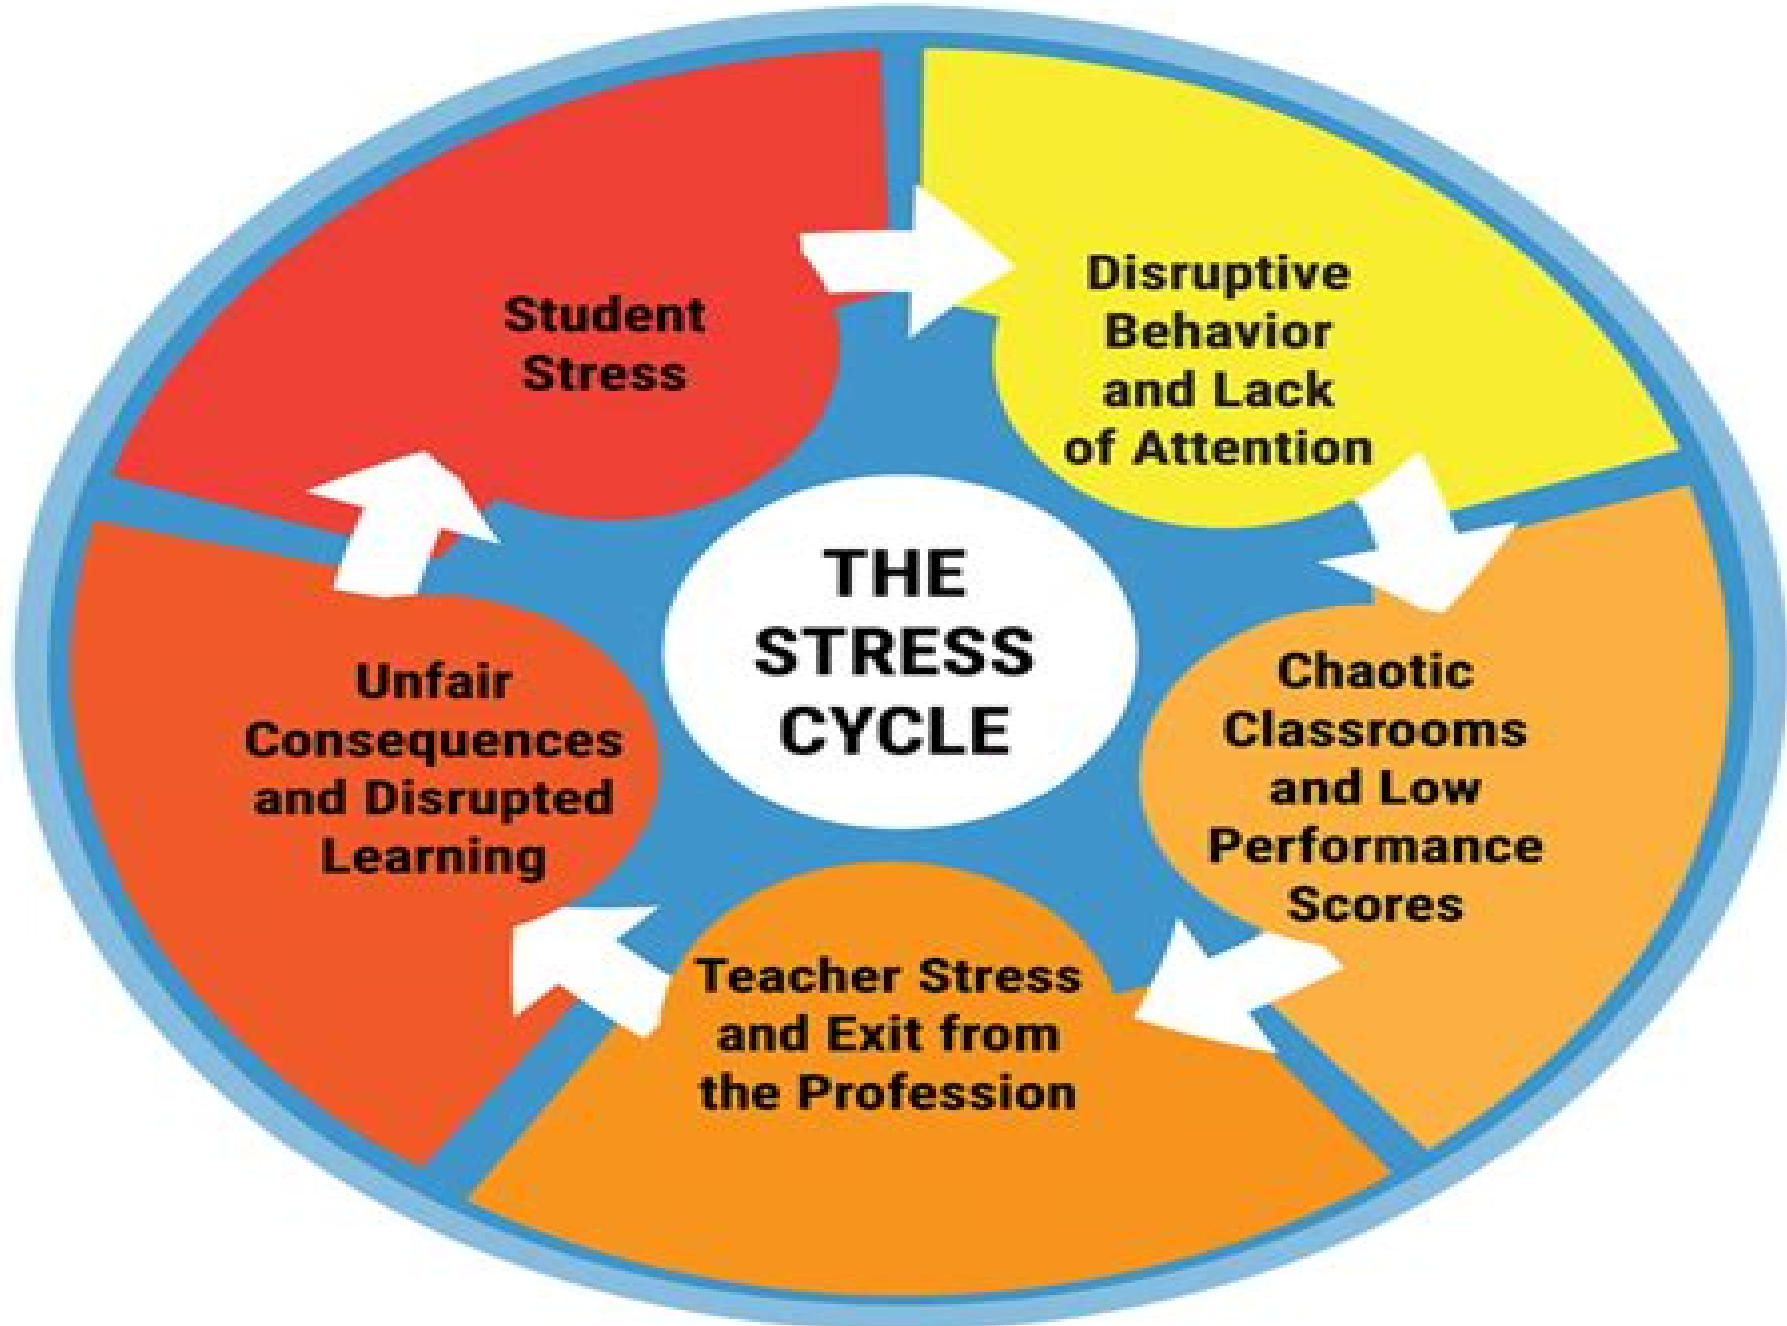 THE
STRESS
CYCLE
Student
Stress
Disruptive
Behavior
and Lack
of Attention
Chaotic
Classrooms
and Low
Performance
Scores
Teacher Stress
and Exit from
the Profession
Unfair
Consequences
and Disrupted
Learning